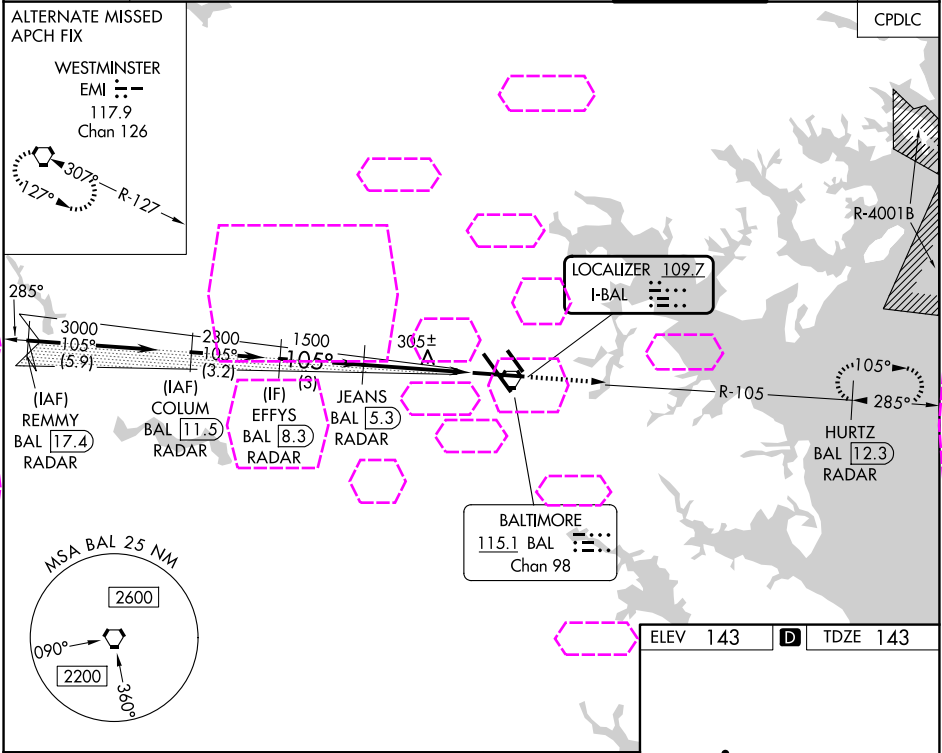 ALTERNATE MISSED
APCH FIX
WESTMINSTER
EMI
117.9
Chan 126
307°
127°
R-127
CPDLC
R-4001B
LOCALIZER 109.7
I-BAL
285°
3000
105°
(5.9)
2300
105°
(3.2)
1500
105°
(3)
305±
(IAF)
REMMY
BAL 17.4
RADAR
(IAF)
COLUM
BAL 11.5
RADAR
(IF)
EFFYS
BAL 8.3
RADAR
JEANS
BAL 5.3
RADAR
R-105
105°
285°
HURTZ
BAL 12.3
RADAR
BALTIMORE
115.1 BAL
Chan 98
MSA BAL 25 NM
2600
090°
2200
360°
ELEV 143 D TDZE 143